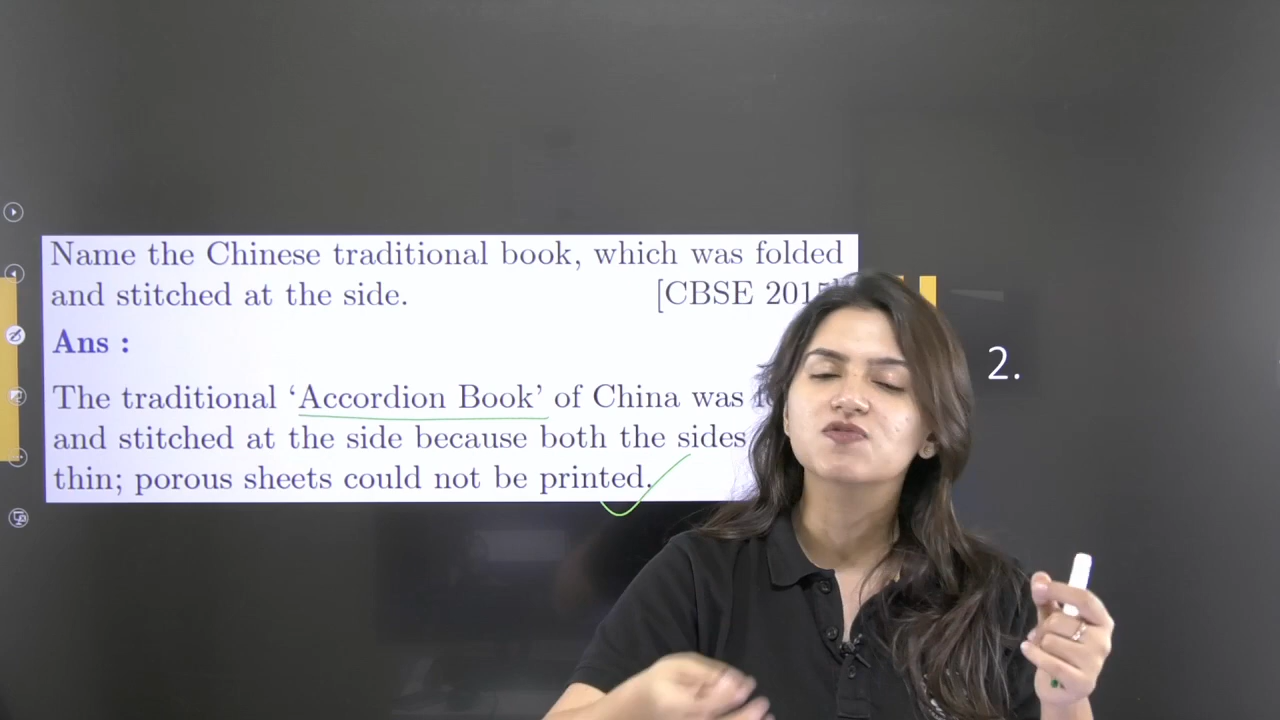 Name the Chinese traditional book, which was folded
and stitched at the side. [CBSE 2015]
Ans :
The traditional ‘Accordion Book’ of China was
and stitched at the side because both the sides
thin; porous sheets could not be printed.
2.